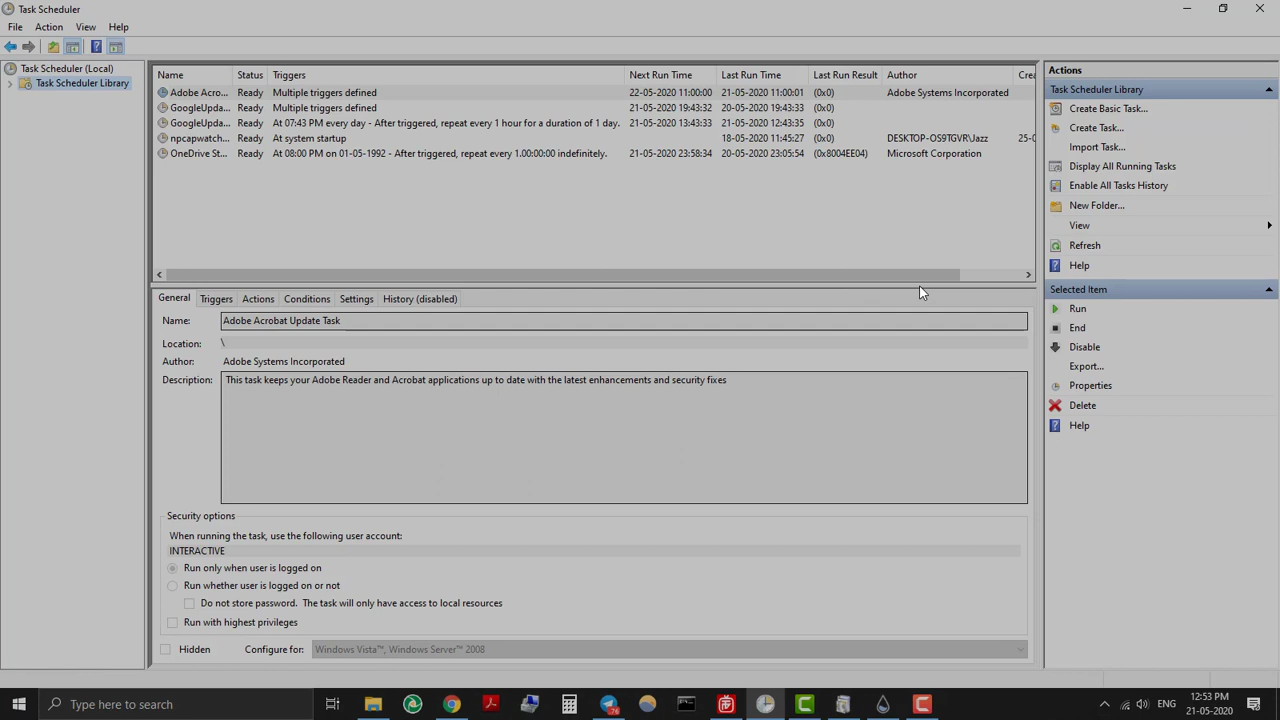 Task Scheduler
File Action View Help
Task Scheduler (Local)
Task Scheduler Library
Name Status Triggers Next Run Time Last Run Time Last Run Result Author Crea
Adobe Acro... Ready Multiple triggers defined 22-05-2020 11:00:00 21-05-2020 11:00:01 (0x0) Adobe Systems Incorporated
GoogleUpda... Ready Multiple triggers defined 21-05-2020 19:43:32 20-05-2020 19:43:33 (0x0)
GoogleUpda... Ready At 07:43 PM every day - After triggered, repeat every 1 hour for a duration of 1 day. 21-05-2020 13:43:33 21-05-2020 12:43:35 (0x0)
npcapwatch... Ready At system startup 18-05-2020 11:45:27 (0x0) DESKTOP-OS9TGVR\Jazz 25-0
OneDrive St... Ready At 08:00 PM on 01-05-1992 - After triggered, repeat every 1.00:00:00 indefinitely. 21-05-2020 23:58:34 20-05-2020 23:05:54 (0x8004EE04) Microsoft Corporation
General Triggers Actions Conditions Settings History (disabled)
Name: Adobe Acrobat Update Task
Location: \
Author: Adobe Systems Incorporated
Description: This task keeps your Adobe Reader and Acrobat applications up to date with the latest enhancements and security fixes
Security options
When running the task, use the following user account:
INTERACTIVE
Run only when user is logged on
Run whether user is logged on or not
Do not store password. The task will only have access to local resources
Run with highest privileges
Hidden Configure for: Windows Vista™, Windows Server™ 2008
Actions
Task Scheduler Library
Create Basic Task...
Create Task...
Import Task...
Display All Running Tasks
Enable All Tasks History
New Folder...
View
Refresh
Help
Selected Item
Run
End
Disable
Export...
Properties
Delete
Help
Type here to search
ENG
12:53 PM
21-05-2020